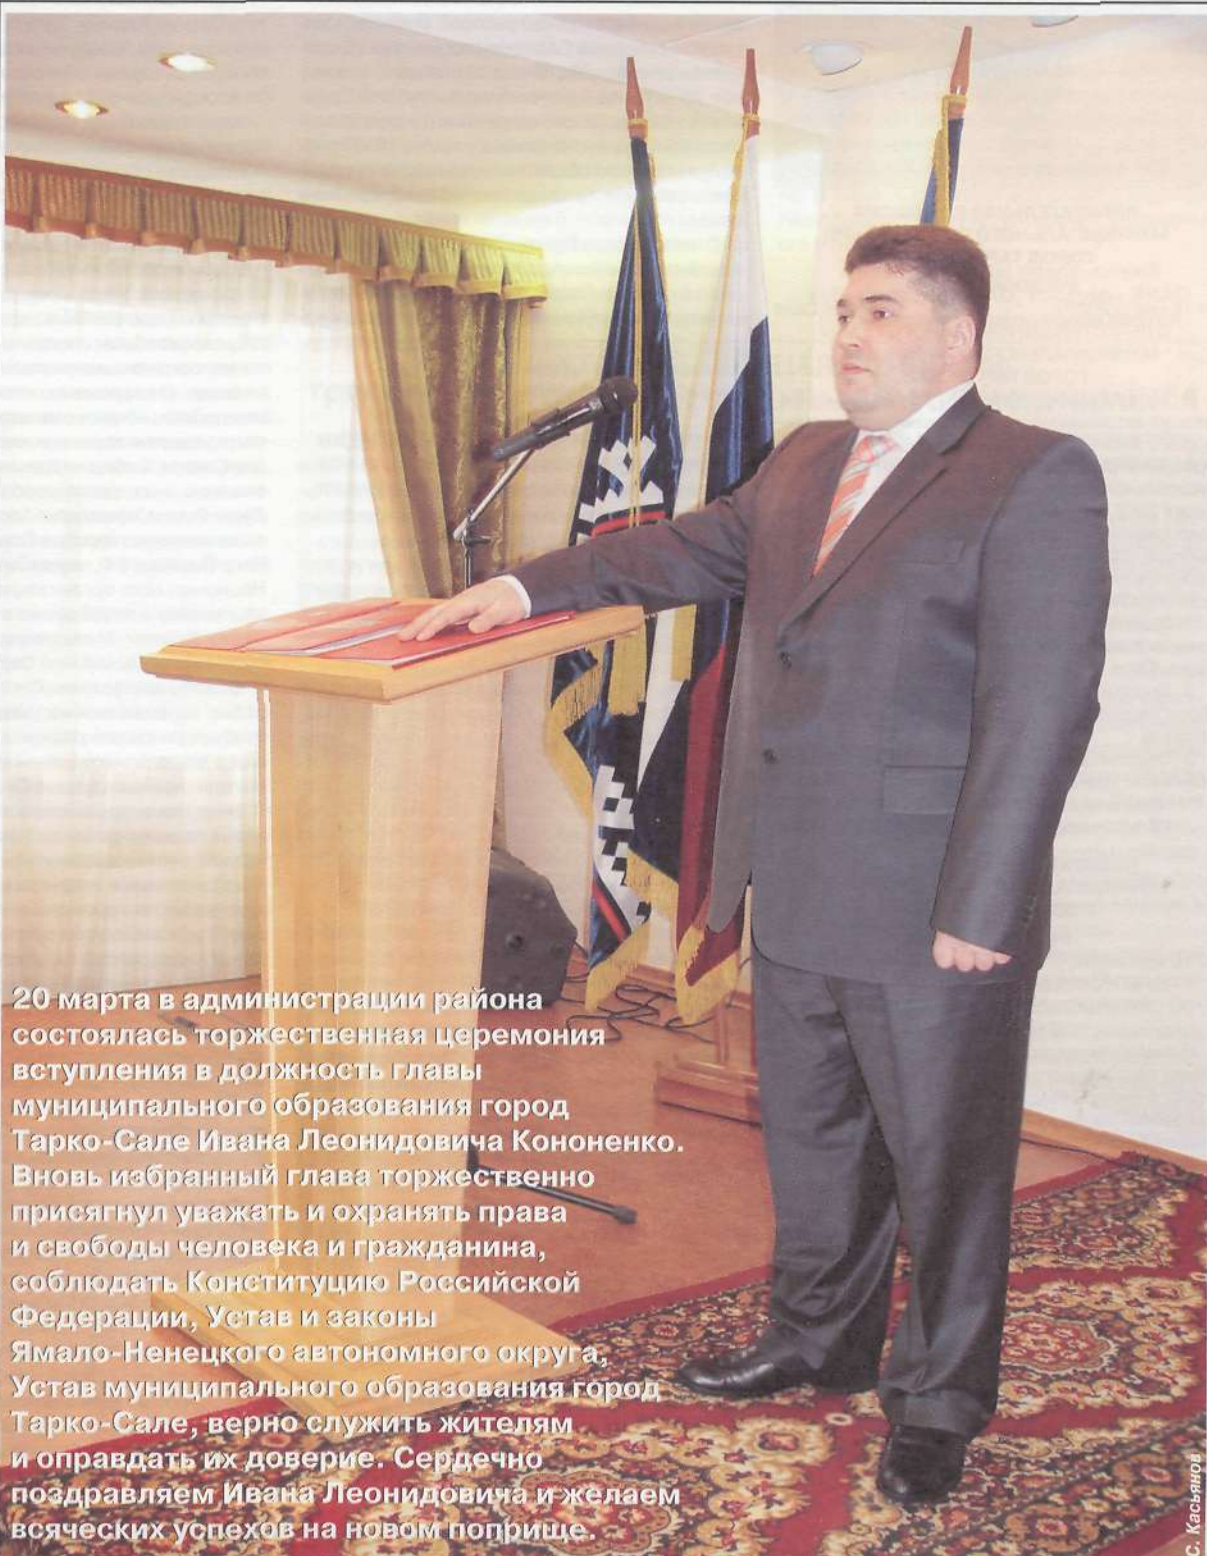 20 марта в администрации района
состоялась торжественная церемония
вступления в должность главы
муниципального образования город
Тарко-Сале Ивана Леонидовича Кононенко.
Вновь избранный глава торжественно
присягнул уважать и охранять права
и свободы человека и гражданина,
соблюдать Конституцию Российской
Федерации, Устав и законы
Ямало-Ненецкого автономного округа,
Устав муниципального образования город
Тарко-Сале, верно служить жителям
и оправдать их доверие. Сердечно
поздравляем Ивана Леонидовича и желаем
всяческих успехов на новом поприще.
С. Касьянов